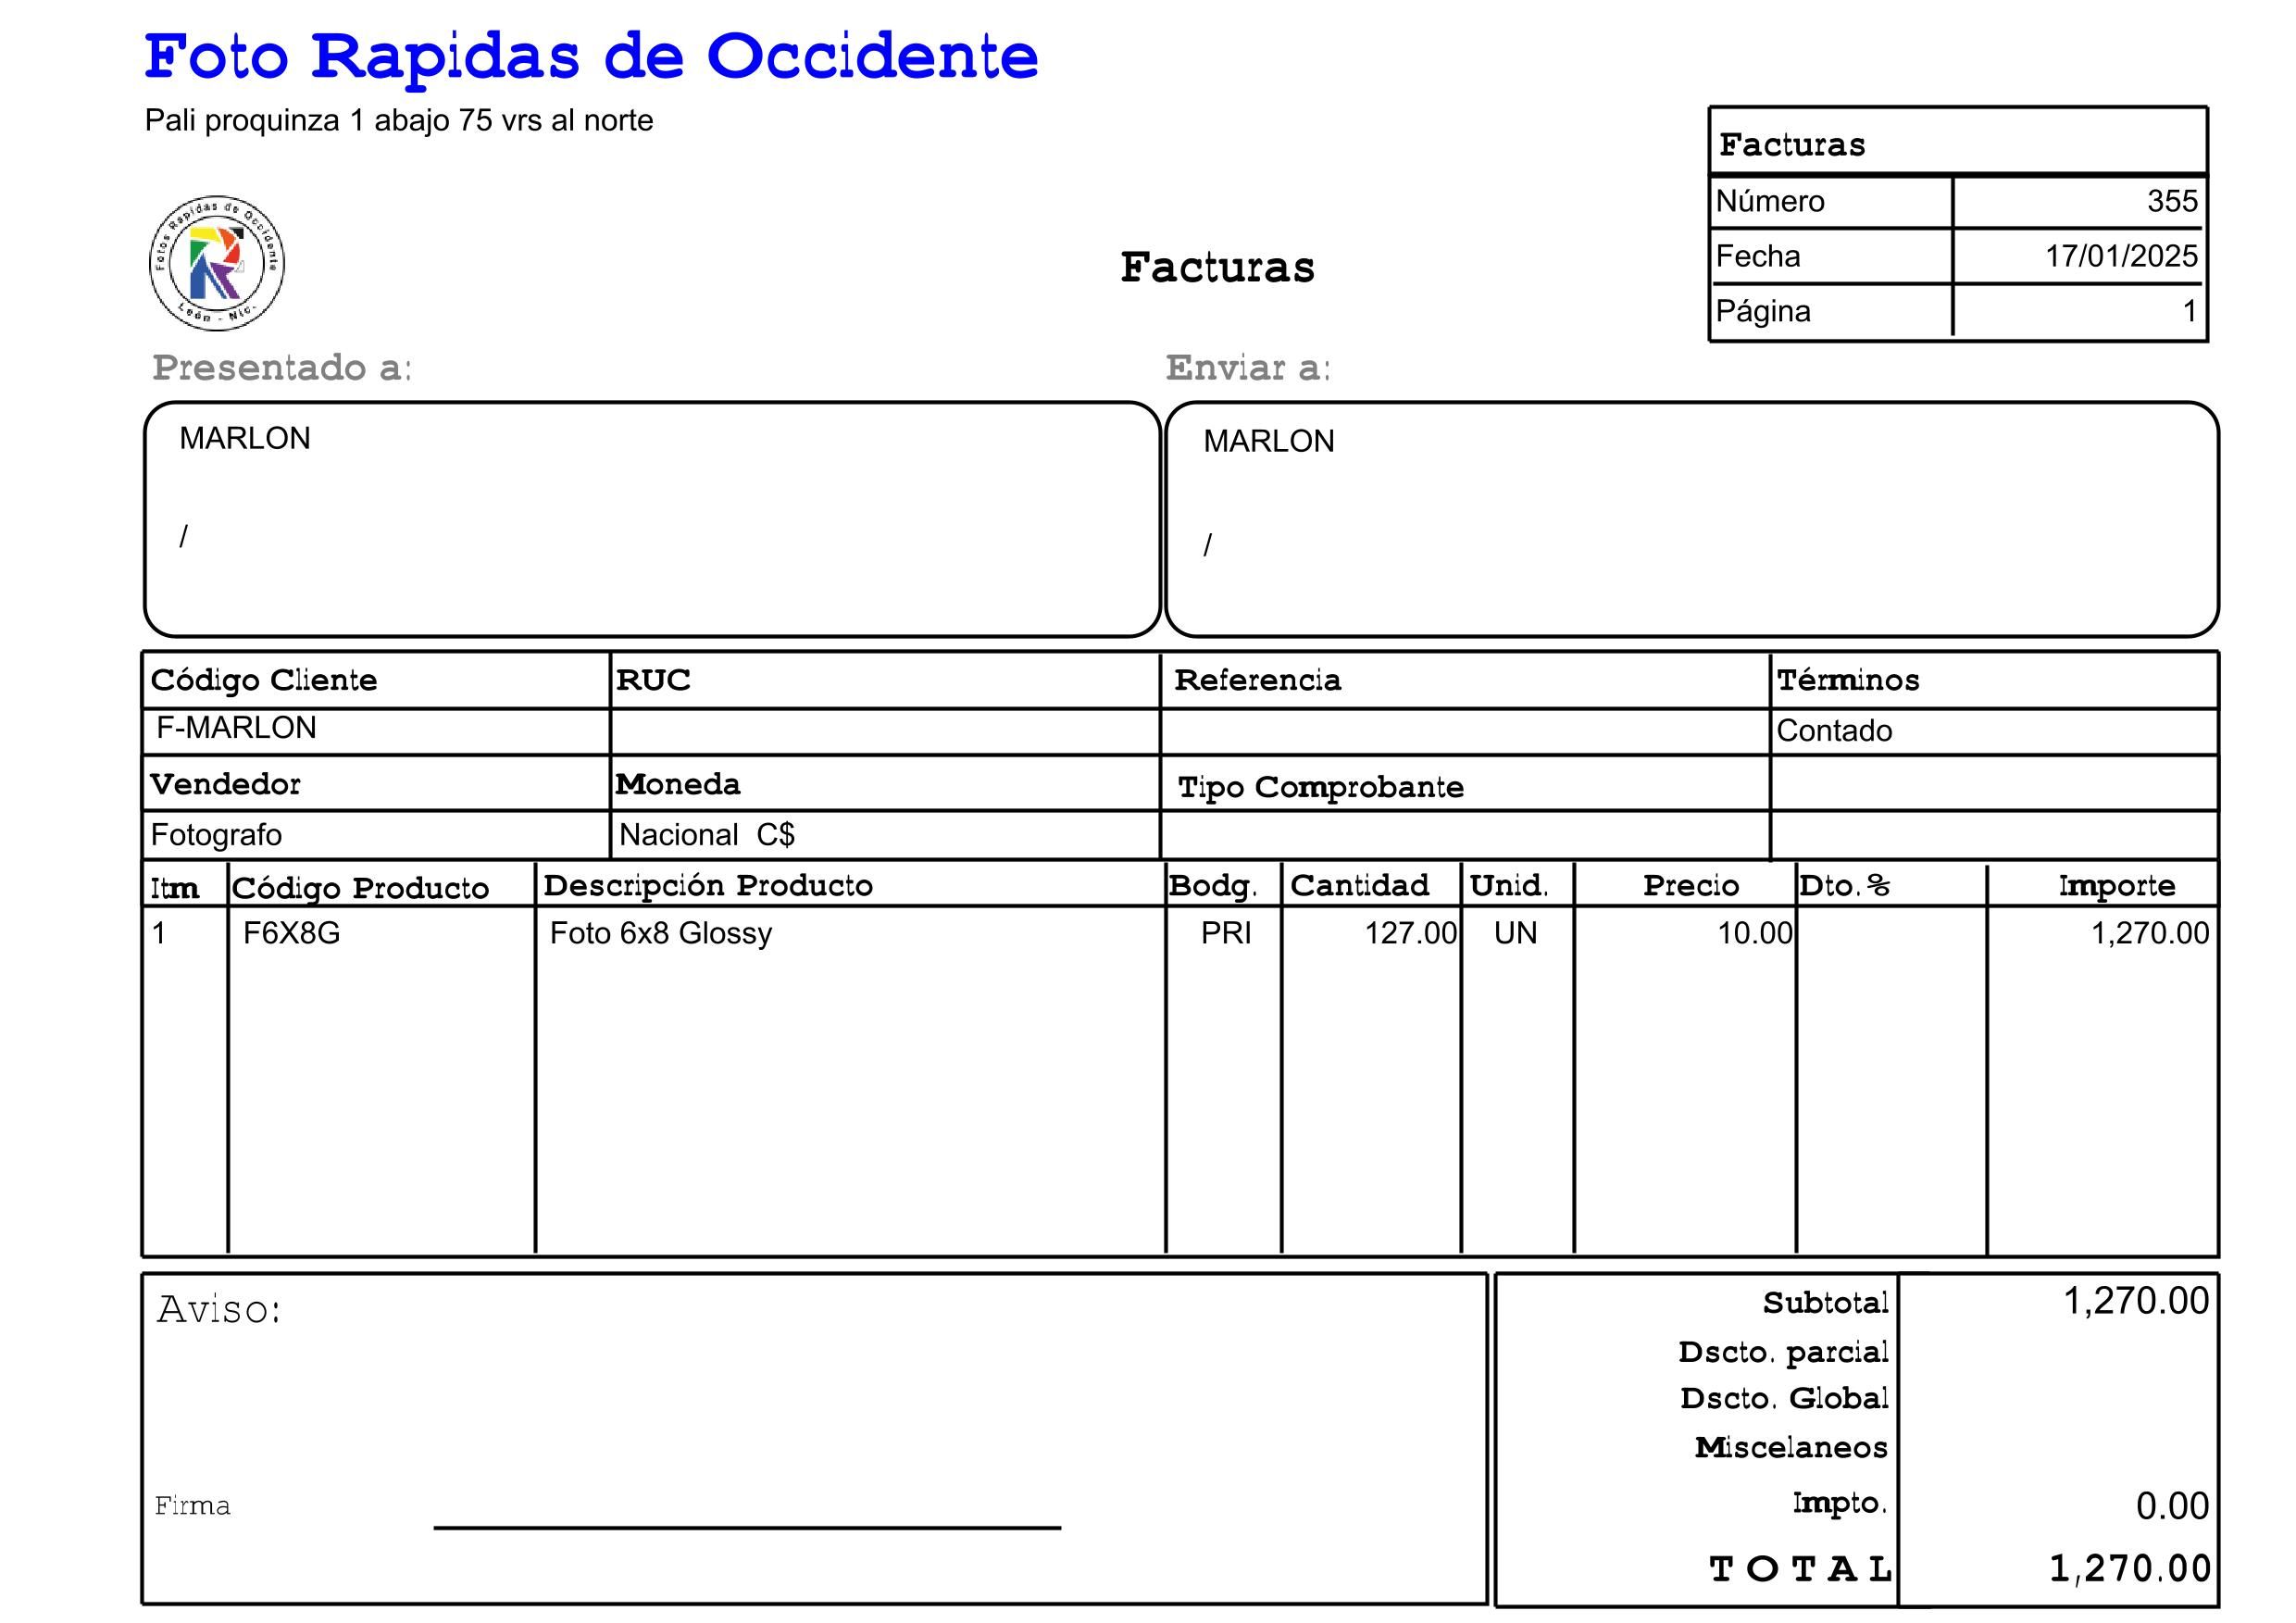 Foto Rapidas de Occidente
Pali proquinza 1 abajo 75 vrs al norte
Facturas
Número 355
Fecha 17/01/2025
Página 1
Fotos Rapidas de Occidente
León - Nic.
Facturas
Presentado a: Enviar a:
MARLON MARLON
/ /
Código Cliente RUC Referencia Términos
F-MARLON Contado
Vendedor Moneda Tipo Comprobante
Fotografo Nacional C$
Itm Código Producto Descripción Producto Bodg. Cantidad Unid. Precio Dto.% Importe
1 F6X8G Foto 6x8 Glossy PRI 127.00 UN 10.00 1,270.00
Aviso:
Subtotal 1,270.00
Dscto. parcial
Dscto. Global
Miscelaneos
Firma
Impto. 0.00
TOTAL 1,270.00